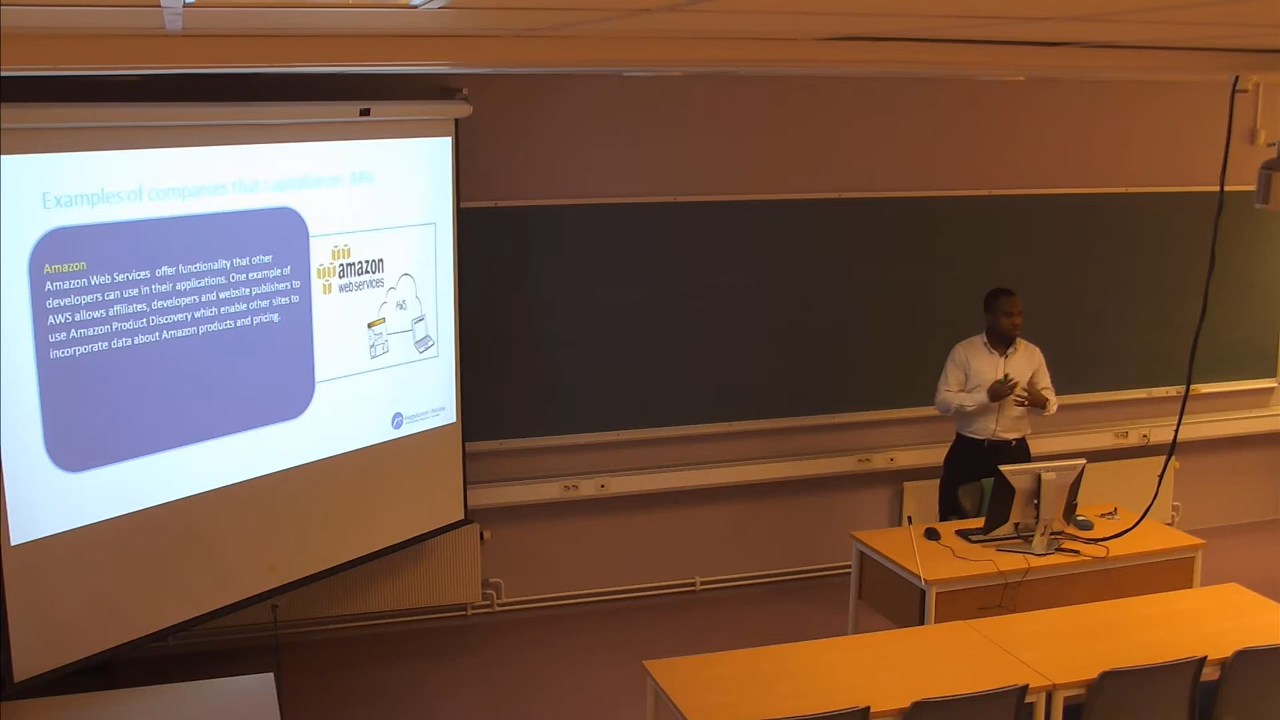 Examples of companies that capitalize on APIs
Amazon
Amazon Web Services offer functionality that other
developers can use in their applications. One example of
AWS allows affiliates, developers and website publishers to
use Amazon Product Discovery which enable other sites to
incorporate data about Amazon products and pricing.
amazon
webservices
AWS